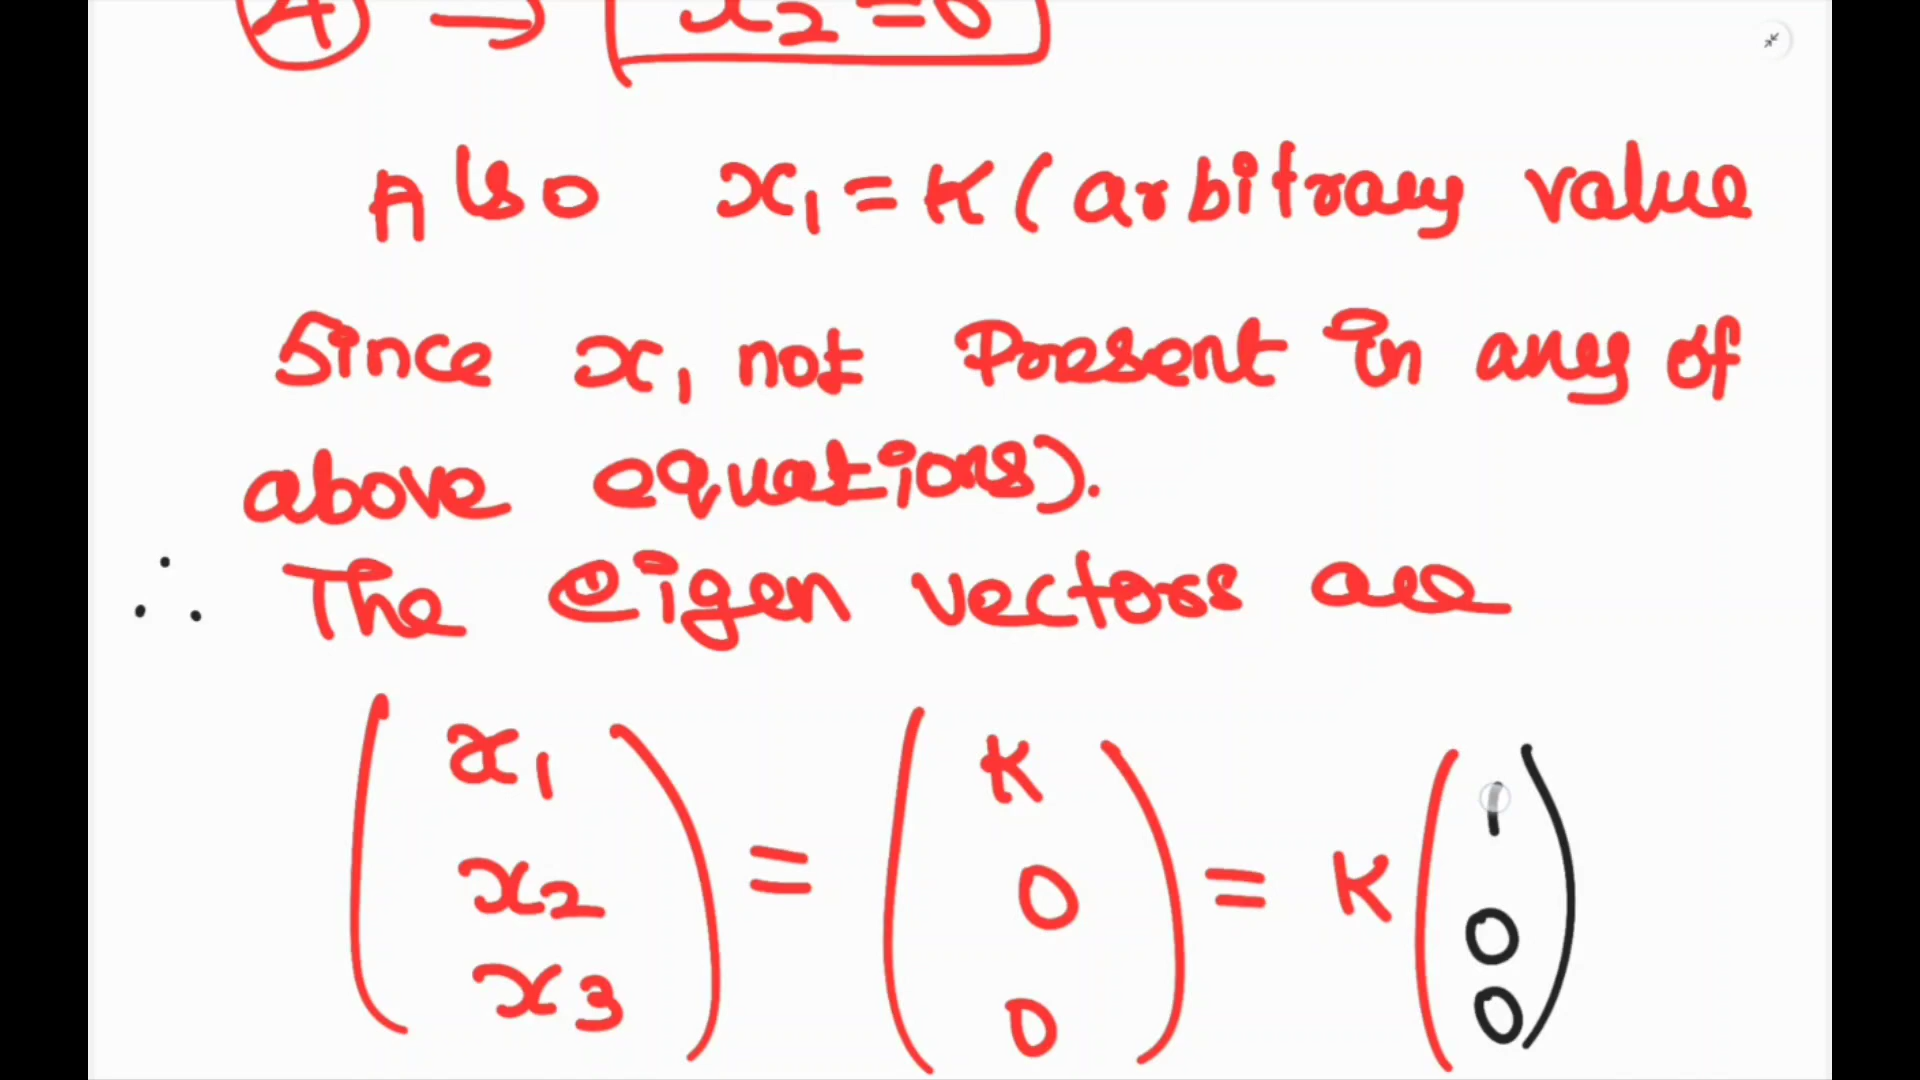 A → x₂ = 0
Also x₁ = K (arbitrary value
Since x₁ not Present in any of
above equations).
∴ The eigen vectors are
(x₁ x₂ x₃) = (K 0 0) = K (1 0 0)